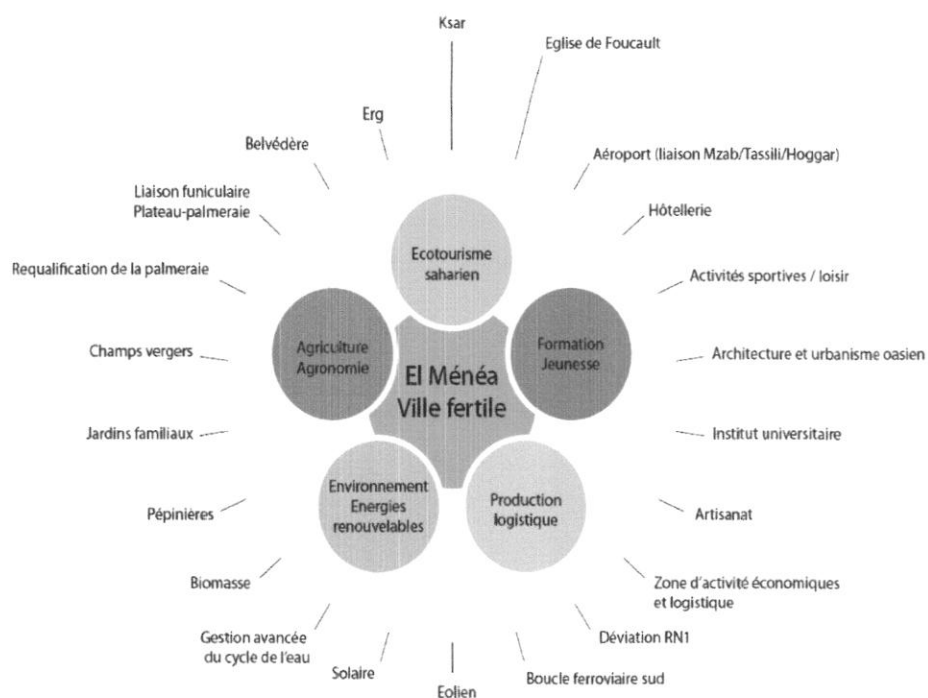 Ksar
Eglise de Foucault
Erg
Belvédère
Aéroport (liaison Mzab/Tassili/Hoggar)
Liaison funiculaire
Plateau-palmeraie
Hôtellerie
Ecotourisme
saharien
Requalification de la palmeraie
Activités sportives / loisir
Agriculture
Agronomie
Formation
Jeunesse
Champs vergers
Architecture et urbanisme oasien
El Ménéa
Ville fertile
Jardins familiaux
Institut universitaire
Environnement
Energies
renouvelables
Production
logistique
Pépinières
Artisanat
Biomasse
Zone d'activité économiques
et logistique
Gestion avancée
du cycle de l'eau
Déviation RN1
Solaire
Boucle ferroviaire sud
Eolien